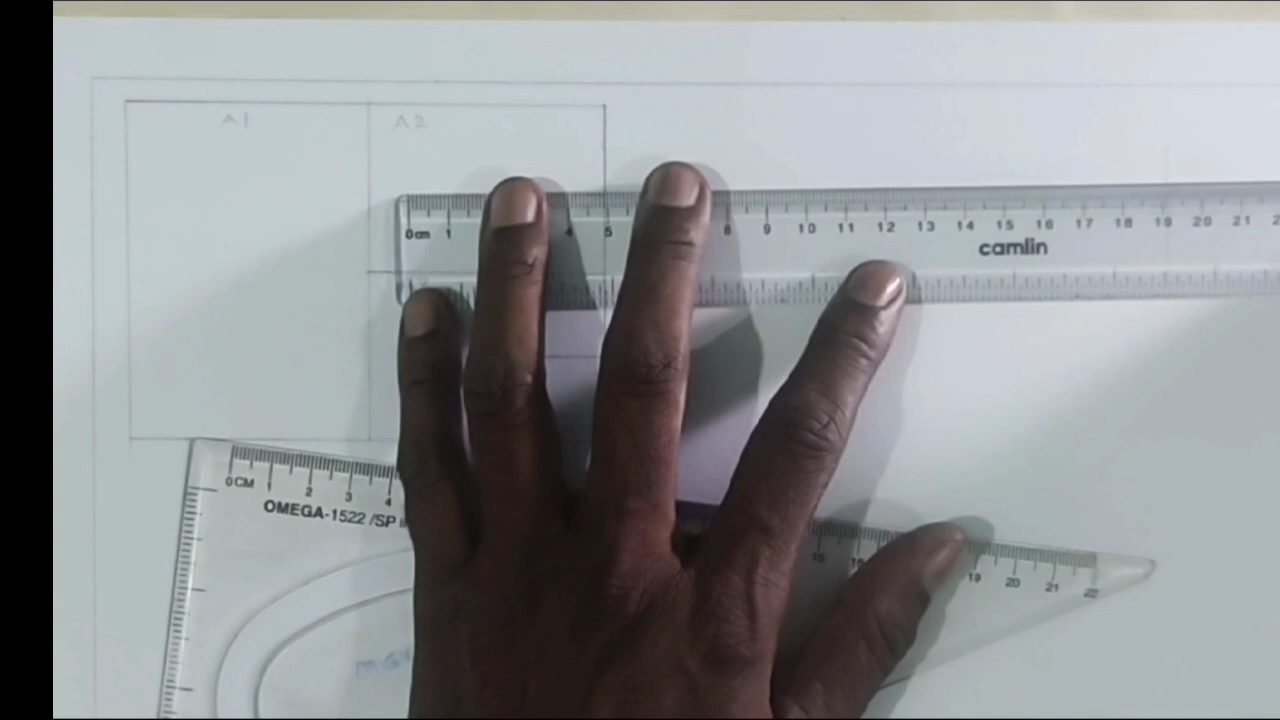 A1 A2
0cm 1 4 5 8 9 10 11 12 13 14 15 16 17 18 19 20 21
camlin
0CM 1 2 3 4 15 19 20 21 22
OMEGA-1522 /SP